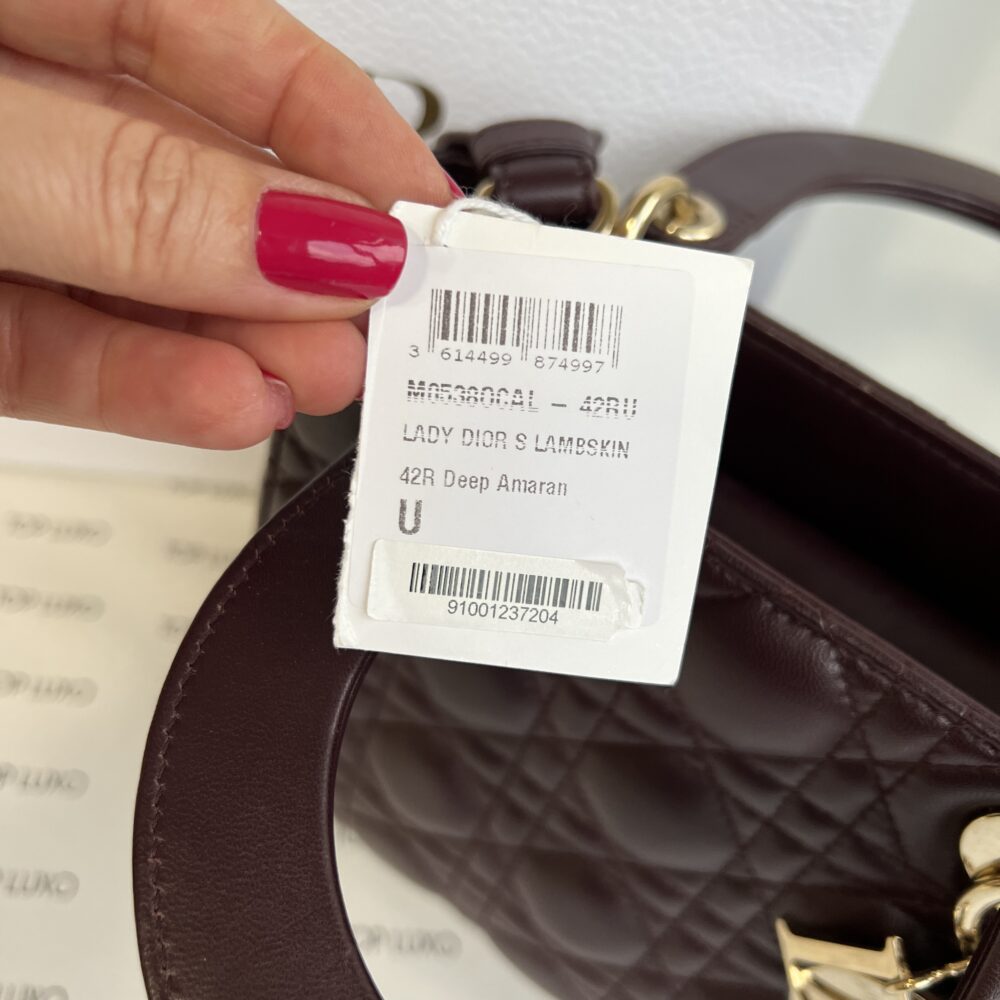 3 614499 874997
M0538OCAL - 42RU
LADY DIOR S LAMBSKIN
42R Deep Amaran
U
91001237204